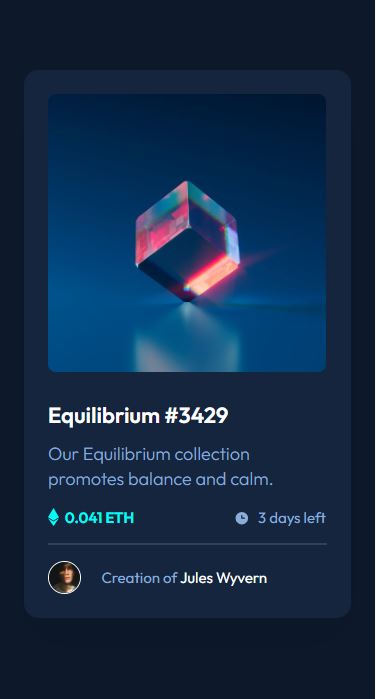 Equilibrium #3429
Our Equilibrium collection
promotes balance and calm.
0.041 ETH
3 days left
Creation of Jules Wyvern